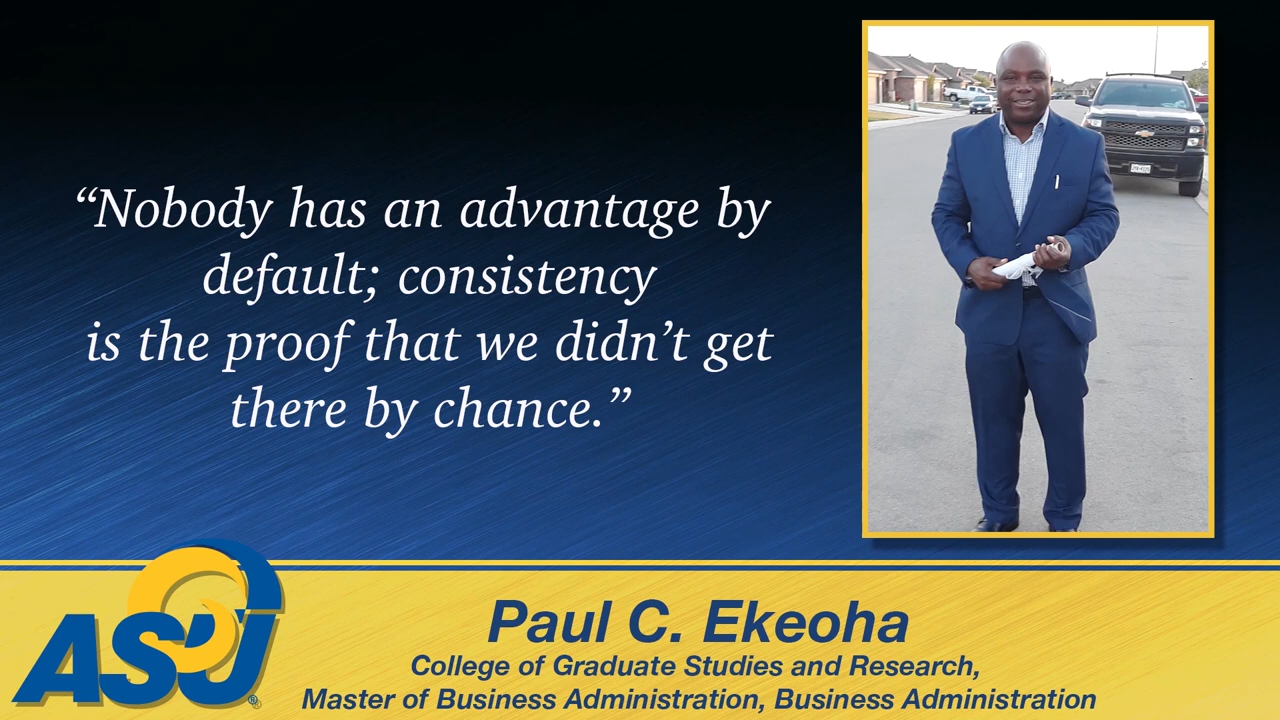 “Nobody has an advantage by
default; consistency
is the proof that we didn’t get
there by chance.”
ASU
®
Paul C. Ekeoha
College of Graduate Studies and Research,
Master of Business Administration, Business Administration